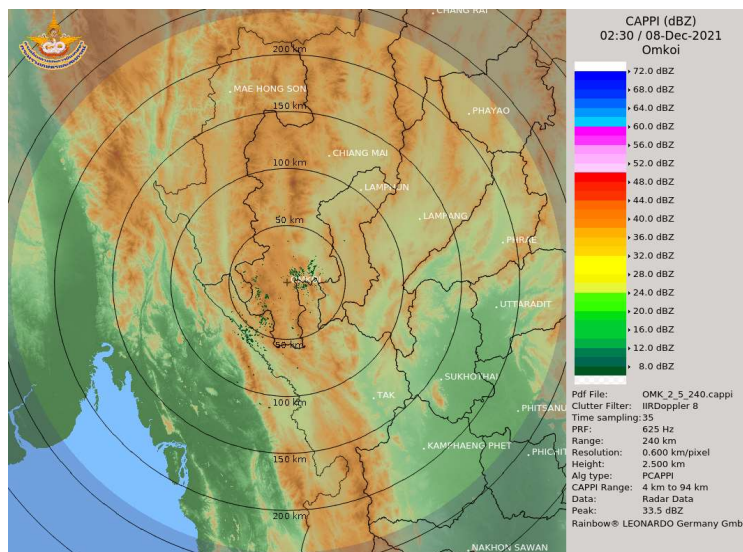 CHANG RAI
200 km
MAE HONG SON
150 km
PHAYAO
CHIANG MAI
100 km
LAMPHUN
LAMPANG
50 km
PHRAE
UTTARADIT
50 km
SUKHOTHAI
TAK
100 km
PHITSANU
KAMPHAENG PHET
PHICHIT
150 km
200 km
NAKHON SAWAN
CAPPI (dBZ)
02:30 / 08-Dec-2021
Omkoi
72.0 dBZ
68.0 dBZ
64.0 dBZ
60.0 dBZ
56.0 dBZ
52.0 dBZ
48.0 dBZ
44.0 dBZ
40.0 dBZ
36.0 dBZ
32.0 dBZ
28.0 dBZ
24.0 dBZ
20.0 dBZ
16.0 dBZ
12.0 dBZ
8.0 dBZ
Pdf File: OMK_2_5_240.cappi
Clutter Filter: IIRDoppler 8
Time sampling: 35
PRF: 625 Hz
Range: 240 km
Resolution: 0.600 km/pixel
Height: 2.500 km
Alg type: PCAPPI
CAPPI Range: 4 km to 94 km
Data: Radar Data
Peak: 33.5 dBZ
Rainbow® LEONARDO Germany Gmb